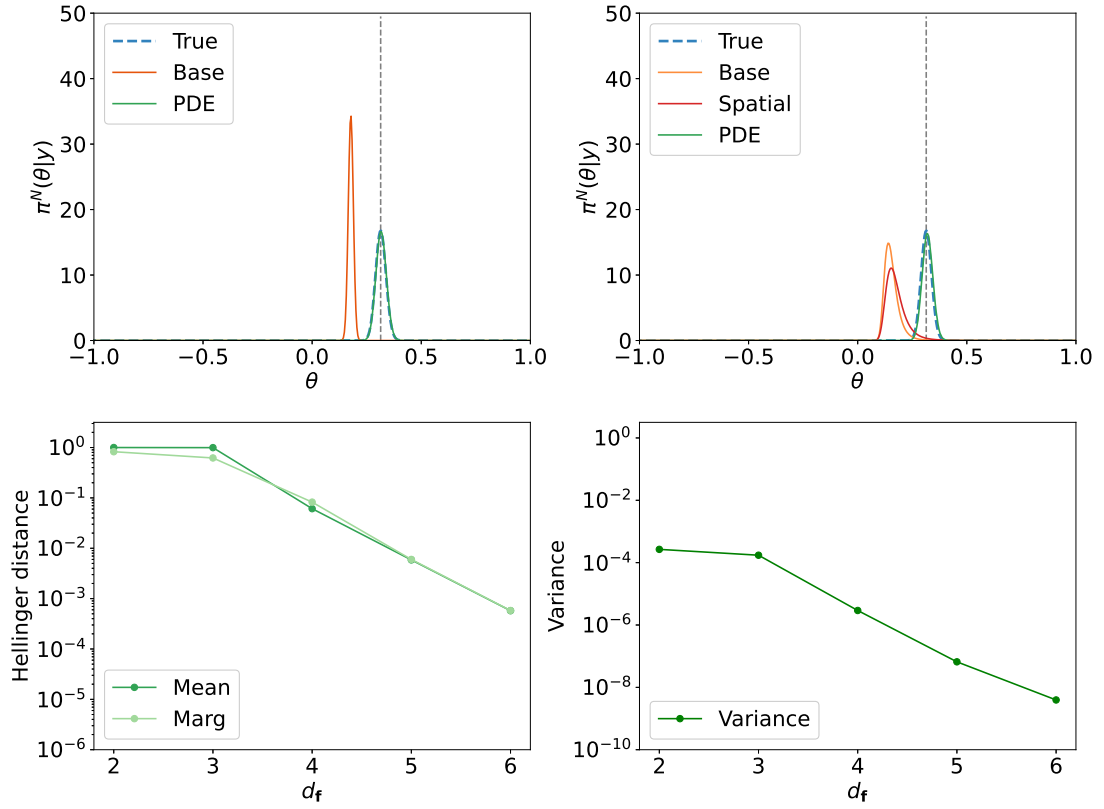 50
40
30
20
10
0
π^N(θ|y)
True
Base
PDE
−1.0 −0.5 0.0 0.5 1.0
θ
50
40
30
20
10
0
π^N(θ|y)
True
Base
Spatial
PDE
−1.0 −0.5 0.0 0.5 1.0
θ
10^0
10^−1
10^−2
10^−3
10^−4
10^−5
10^−6
Hellinger distance
Mean
Marg
2 3 4 5 6
d_f
10^0
10^−2
10^−4
10^−6
10^−8
10^−10
Variance
Variance
2 3 4 5 6
d_f